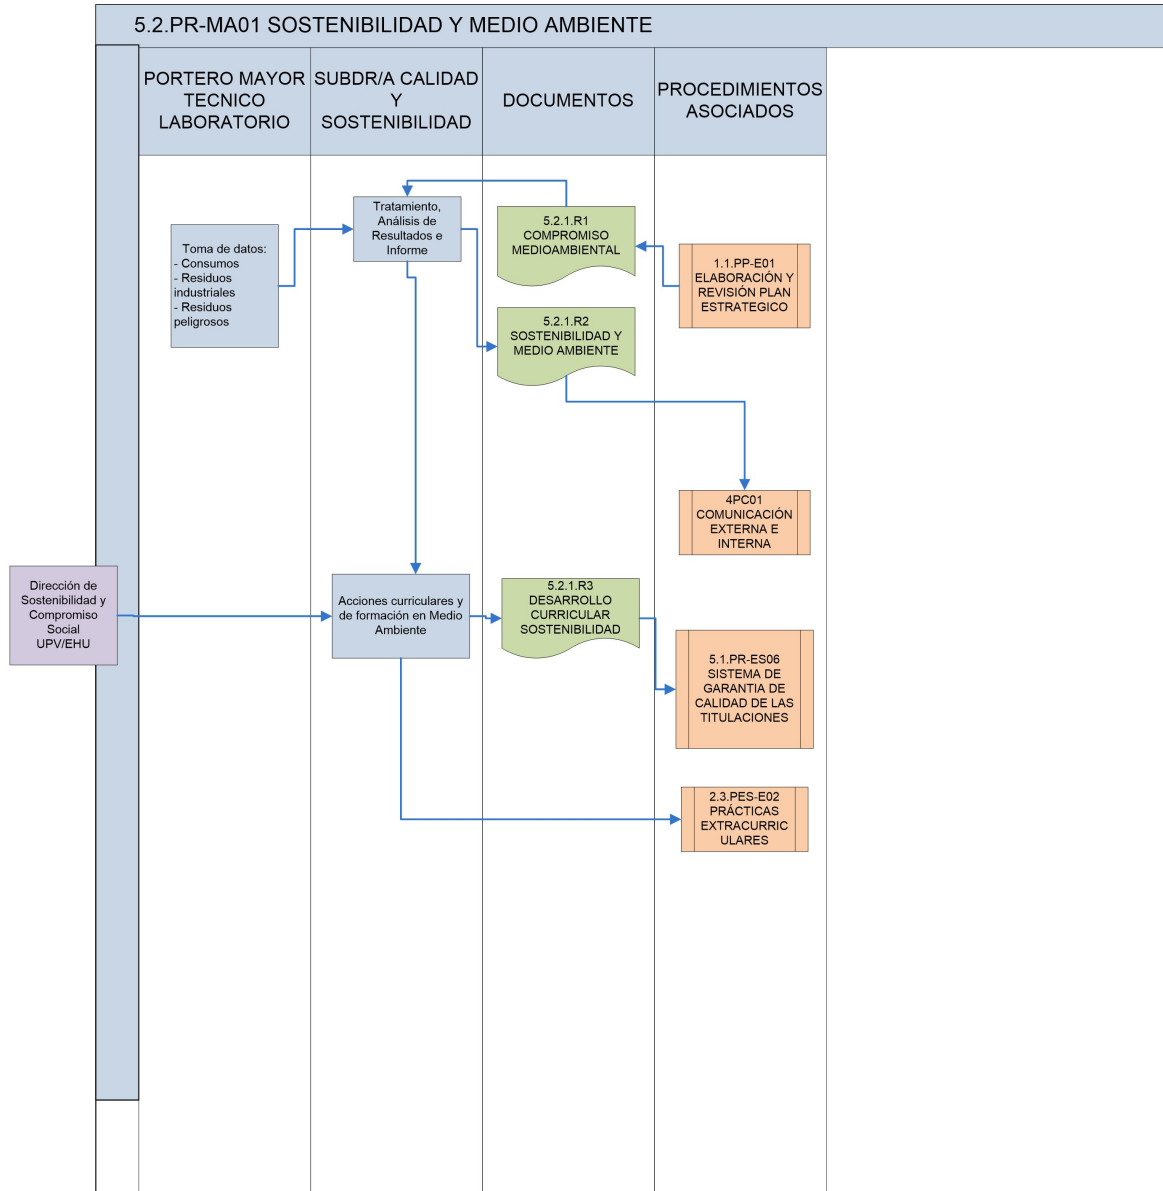 5.2.PR-MA01 SOSTENIBILIDAD Y MEDIO AMBIENTE
PORTERO MAYOR
TECNICO
LABORATORIO
SUBDR/A CALIDAD
Y
SOSTENIBILIDAD
DOCUMENTOS
PROCEDIMIENTOS
ASOCIADOS
Toma de datos:
- Consumos
- Residuos
industriales
- Residuos
peligrosos
Tratamiento,
Análisis de
Resultados e
Informe
5.2.1.R1
COMPROMISO
MEDIOAMBIENTAL
1.1.PP-E01
ELABORACIÓN Y
REVISIÓN PLAN
ESTRATEGICO
5.2.1.R2
SOSTENIBILIDAD Y
MEDIO AMBIENTE
4PC01
COMUNICACIÓN
EXTERNA E
INTERNA
Dirección de
Sostenibilidad y
Compromiso
Social
UPV/EHU
Acciones curriculares y
de formación en Medio
Ambiente
5.2.1.R3
DESARROLLO
CURRICULAR
SOSTENIBILIDAD
5.1.PR-ES06
SISTEMA DE
GARANTIA DE
CALIDAD DE LAS
TITULACIONES
2.3.PES-E02
PRÁCTICAS
EXTRACURRIC
ULARES